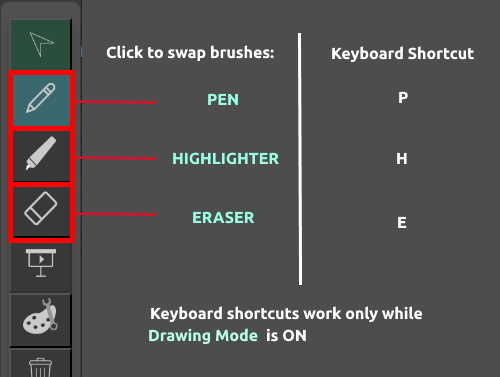 Click to swap brushes: Keyboard Shortcut
PEN P
HIGHLIGHTER H
ERASER E
Keyboard shortcuts work only while
Drawing Mode is ON